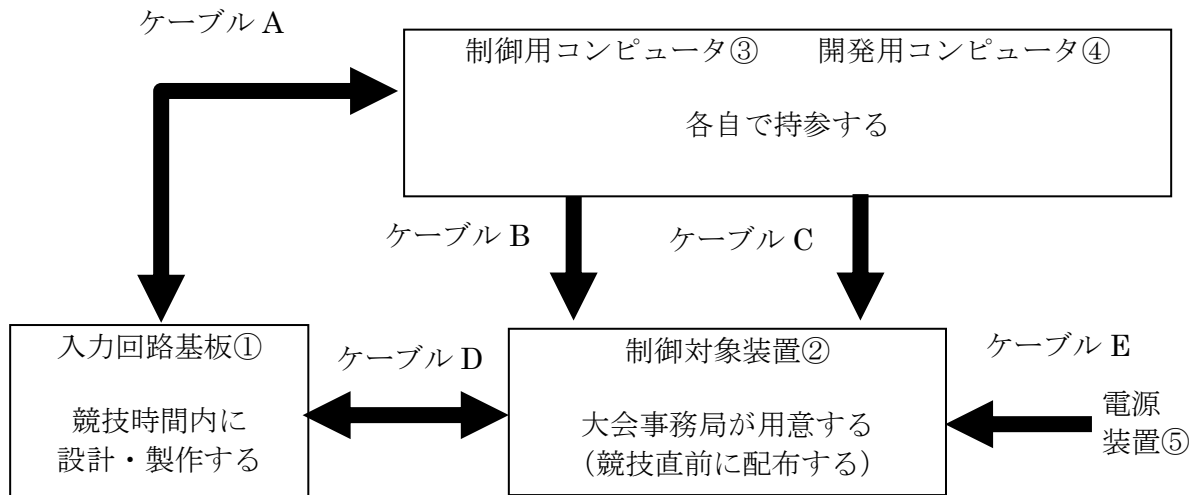 ケーブル A
制御用コンピュータ③ 開発用コンピュータ④
各自で持参する
ケーブル B
ケーブル C
入力回路基板①
競技時間内に
設計・製作する
ケーブル D
制御対象装置②
大会事務局が用意する
（競技直前に配布する）
ケーブル E
電源
装置⑤